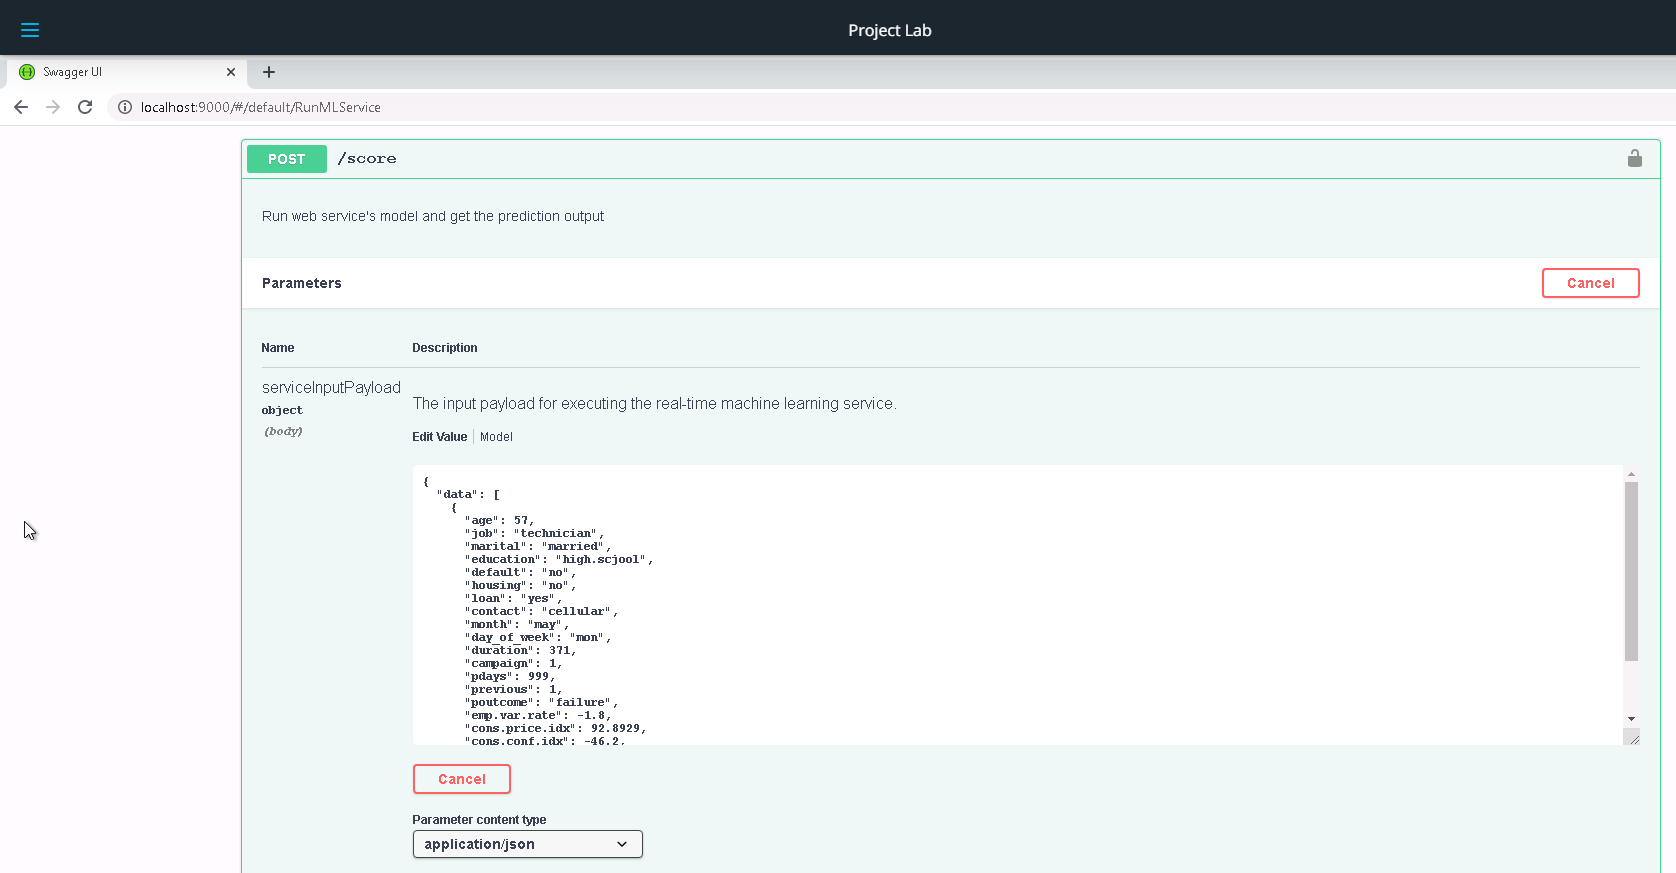 Project Lab
Swagger UI
localhost:9000/#/default/RunMLService
POST /score
Run web service's model and get the prediction output
Parameters
Cancel
Name Description
serviceInputPayload
object
(body)
The input payload for executing the real-time machine learning service.
Edit Value Model
{
"data": [
{
"age": 57,
"job": "technician",
"marital": "married",
"education": "high.scjool",
"default": "no",
"housing": "no",
"loan": "yes",
"contact": "cellular",
"month": "may",
"day_of_week": "mon",
"duration": 371,
"campaign": 1,
"pdays": 999,
"previous": 1,
"poutcome": "failure",
"emp.var.rate": -1.8,
"cons.price.idx": 92.8929,
"cons.conf.idx": -46.2,
Cancel
Parameter content type
application/json